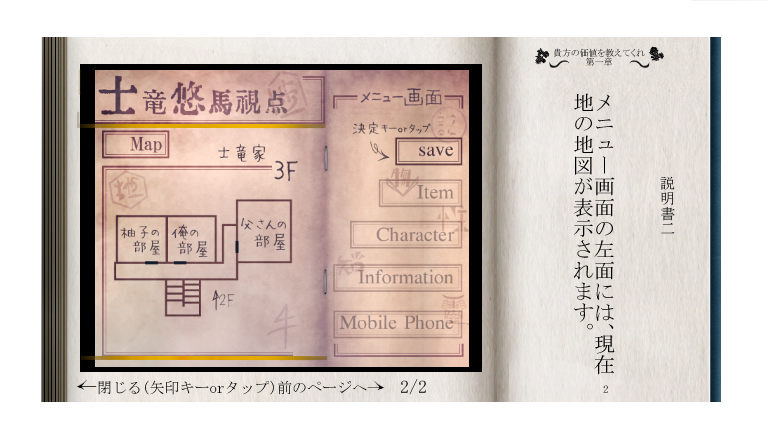 貴方の価値を教えてくれ
第一章
説明書二
メニュー画面の左面には、現在
地の地図が表示されます。
2
士竜悠馬視点
Map
士竜家
3F
柚子の
部屋
俺の
部屋
父さんの
部屋
2F
メニュー画面
決定キーorタップ
save
Item
Character
Information
Mobile Phone
←閉じる(矢印キーorタップ)前のページへ→ 2/2